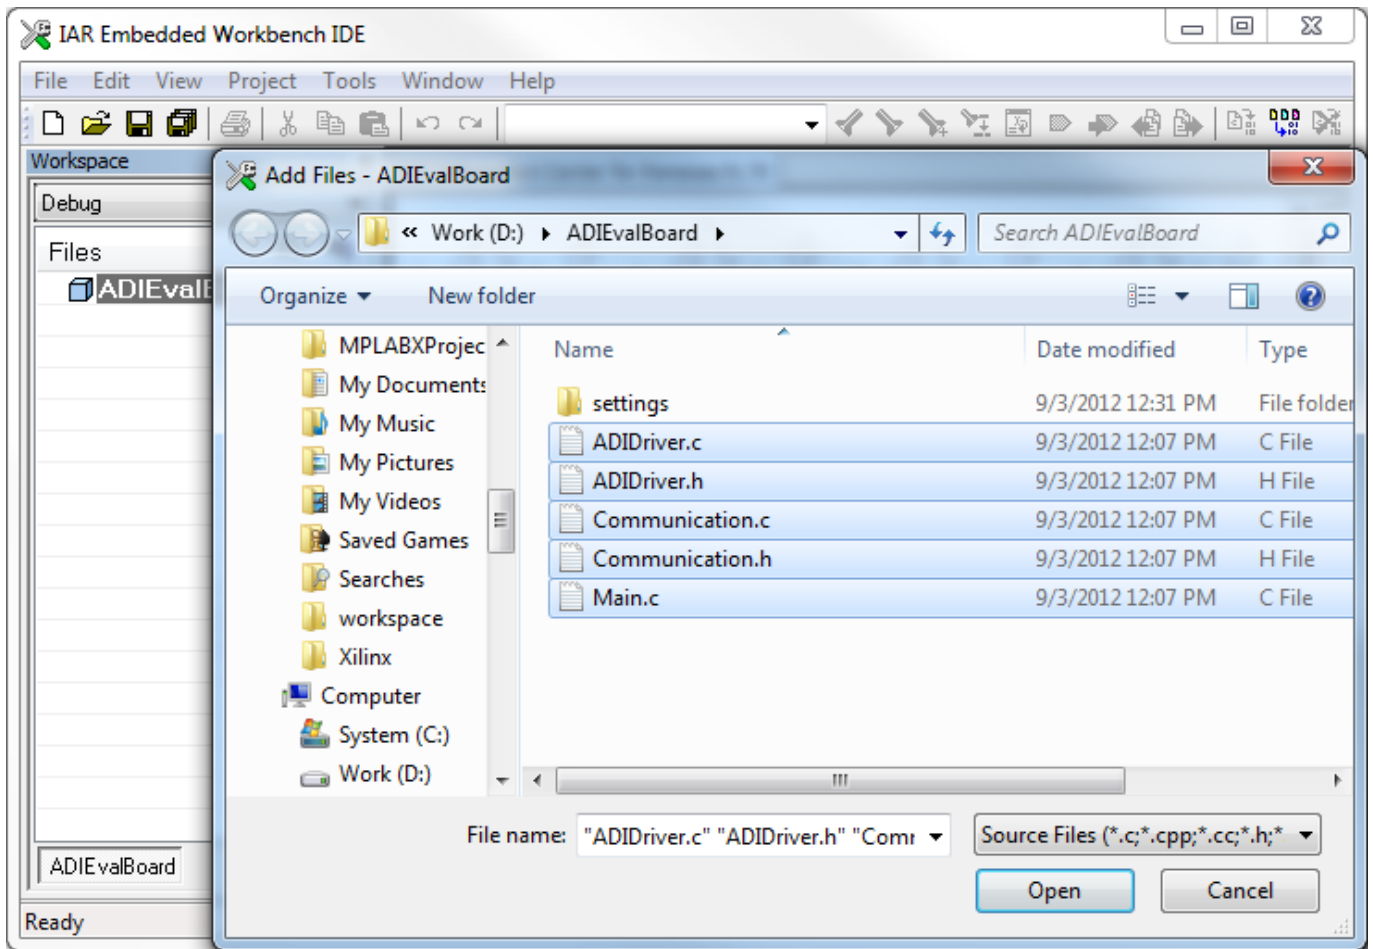 IAR Embedded Workbench IDE
File Edit View Project Tools Window Help
Workspace
Debug
Files
ADIEvalB
Add Files - ADIEvalBoard
« Work (D:) ▸ ADIEvalBoard ▸
Search ADIEvalBoard
Organize ▾ New folder
MPLABXProjec
My Documents
My Music
My Pictures
My Videos
Saved Games
Searches
workspace
Xilinx
Computer
System (C:)
Work (D:)
Name Date modified Type
settings 9/3/2012 12:31 PM File folder
ADIDriver.c 9/3/2012 12:07 PM C File
ADIDriver.h 9/3/2012 12:07 PM H File
Communication.c 9/3/2012 12:07 PM C File
Communication.h 9/3/2012 12:07 PM H File
Main.c 9/3/2012 12:07 PM C File
File name: "ADIDriver.c" "ADIDriver.h" "Comr
Source Files (*.c;*.cpp;*.cc;*.h;*
Open Cancel
ADIEvalBoard
Ready